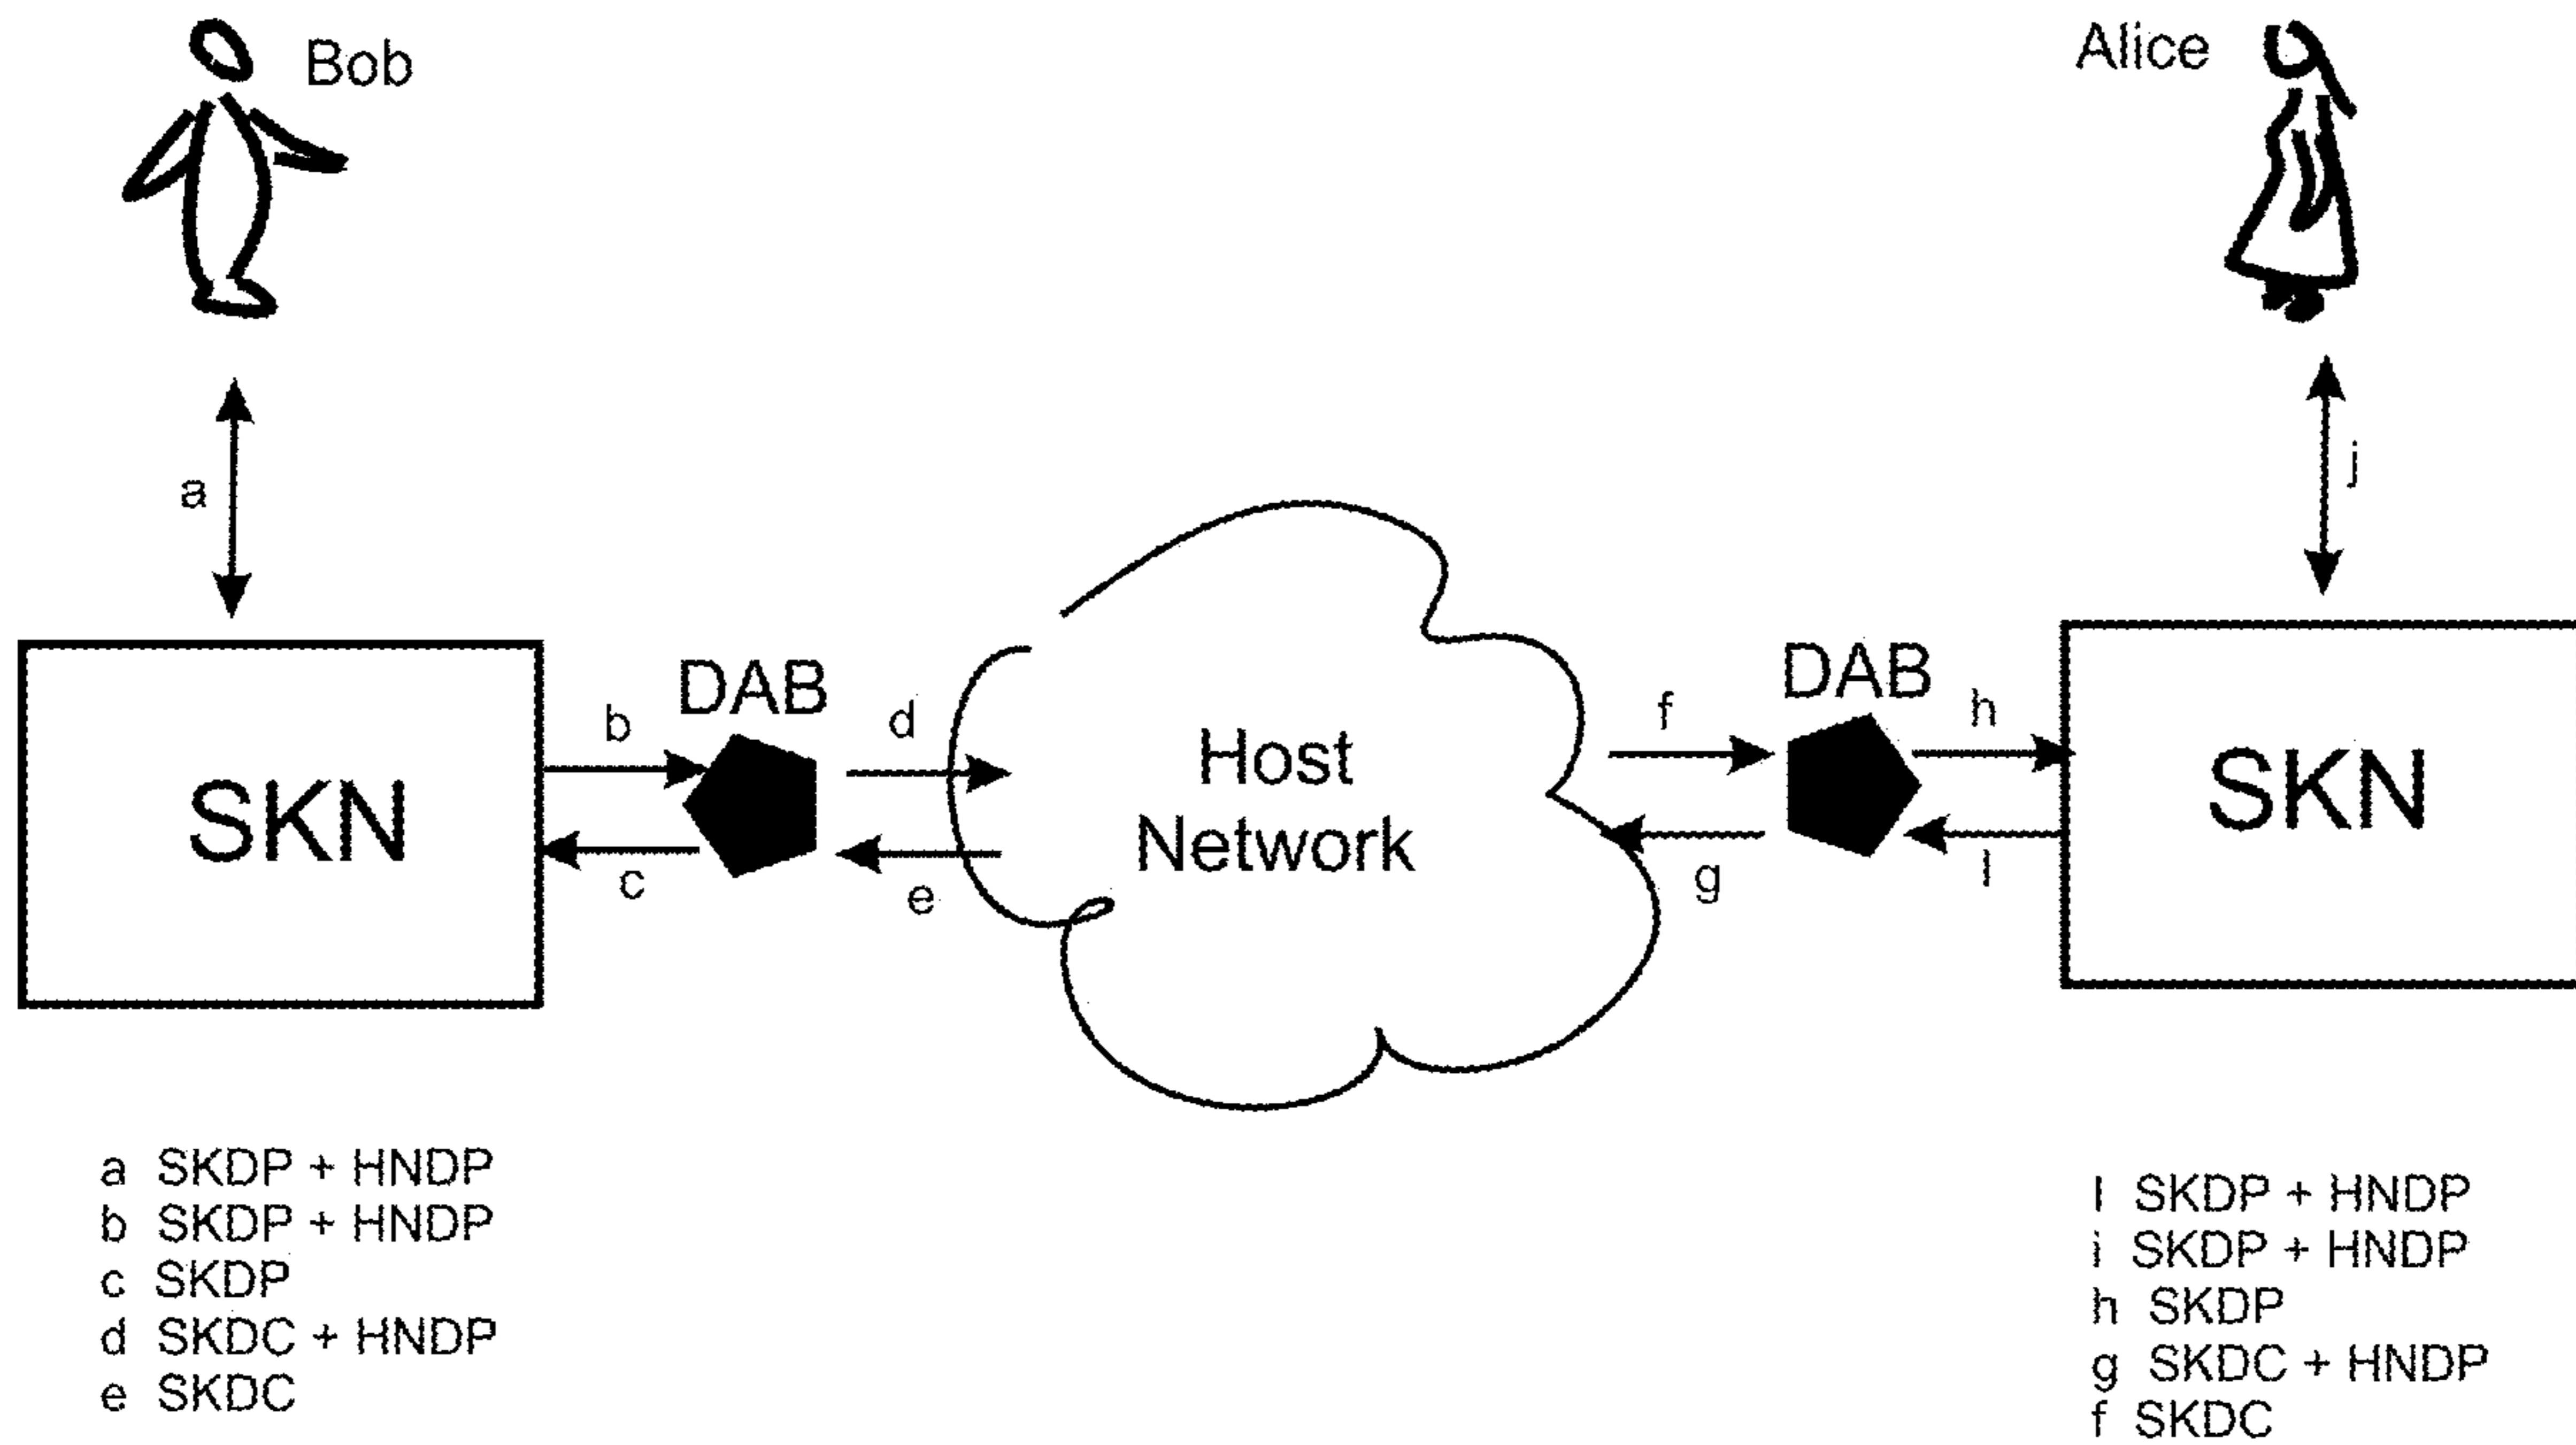 Bob
Alice
a
j
DAB
DAB
b
d
f
h
SKN
Host
Network
SKN
c
e
g
I
a SKDP + HNDP
b SKDP + HNDP
c SKDP
d SKDC + HNDP
e SKDC
I SKDP + HNDP
i SKDP + HNDP
h SKDP
g SKDC + HNDP
f SKDC